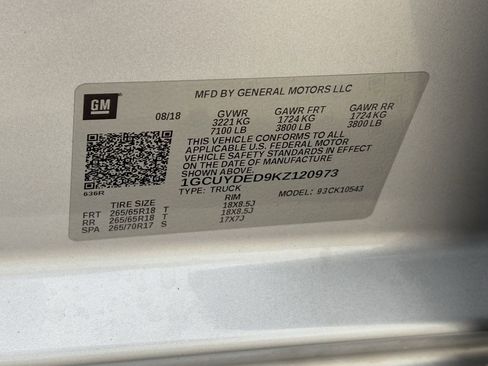 MFD BY GENERAL MOTORS LLC
GM
08/18 GVWR GAWR FRT GAWR RR
3221 KG 1724 KG 1724 KG
7100 LB 3800 LB 3800 LB
THIS VEHICLE CONFORMS TO ALL
APPLICABLE U.S. FEDERAL MOTOR
VEHICLE SAFETY STANDARDS IN EFFECT
ON THE DATE OF MANUFACTURE
SHOWN ABOVE.
1GCUYDED9KZ120973
636R
TYPE: TRUCK MODEL: 93CK10543
TIRE SIZE RIM
FRT 265/65R18 T 18X8.5J
RR 265/65R18 T 18X8.5J
SPA 265/70R17 S 17X7J